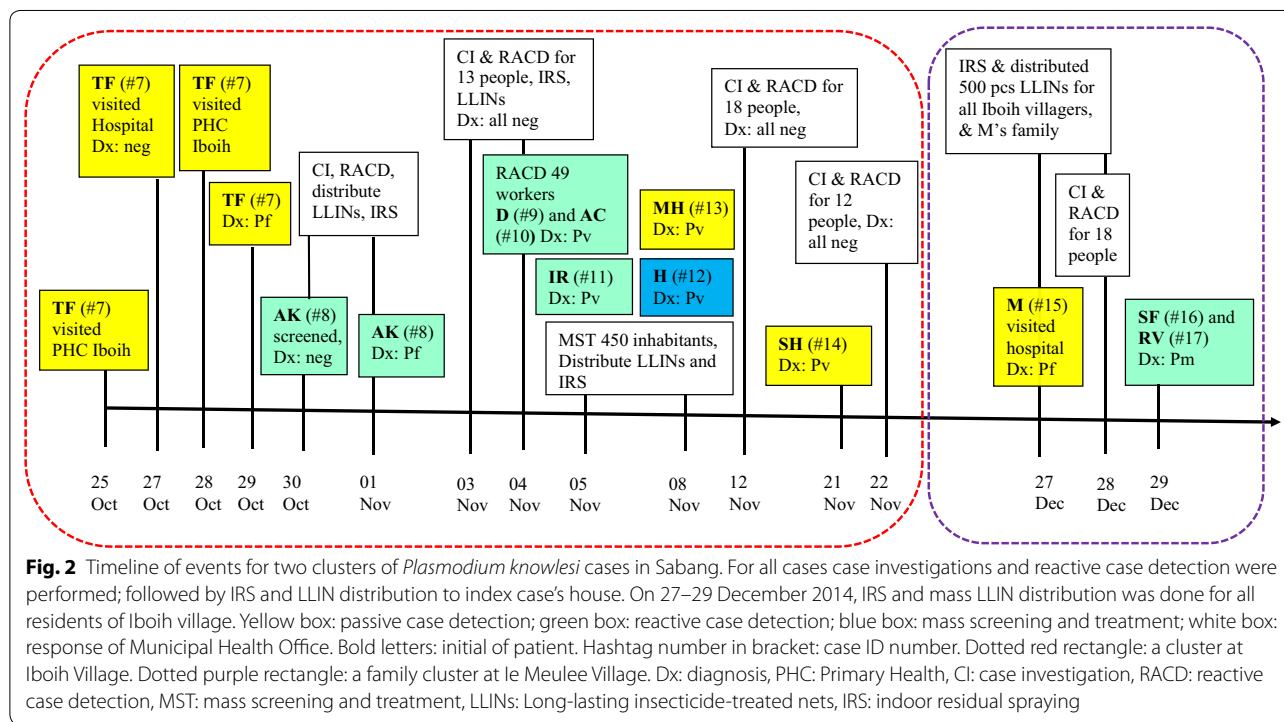 TF (#7)
visited
Hospital
Dx: neg
TF (#7)
visited
PHC
Iboih
TF (#7)
Dx: Pf
TF (#7)
visited
PHC Iboih
CI, RACD,
distribute
LLINs, IRS
AK (#8)
screened,
Dx: neg
AK (#8)
Dx: Pf
CI & RACD for
13 people, IRS,
LLINs
Dx: all neg
RACD 49
workers
D (#9) and AC
(#10) Dx: Pv
IR (#11)
Dx: Pv
MH (#13)
Dx: Pv
H (#12)
Dx: Pv
MST 450 inhabitants,
Distribute LLINs and
IRS
CI & RACD for
18 people,
Dx: all neg
CI & RACD
for 12
people, Dx:
all neg
SH (#14)
Dx: Pv
IRS & distributed
500 pcs LLINs for
all Iboih villagers,
& M's family
CI &
RACD
for 18
people
M (#15)
visited
hospital
Dx: Pf
SF (#16) and
RV (#17)
Dx: Pm
25
Oct
27
Oct
28
Oct
29
Oct
30
Oct
01
Nov
03
Nov
04
Nov
05
Nov
08
Nov
12
Nov
21
Nov
22
Nov
27
Dec
28
Dec
29
Dec
Fig. 2 Timeline of events for two clusters of Plasmodium knowlesi cases in Sabang. For all cases case investigations and reactive case detection were
performed; followed by IRS and LLIN distribution to index case's house. On 27–29 December 2014, IRS and mass LLIN distribution was done for all
residents of Iboih village. Yellow box: passive case detection; green box: reactive case detection; blue box: mass screening and treatment; white box:
response of Municipal Health Office. Bold letters: initial of patient. Hashtag number in bracket: case ID number. Dotted red rectangle: a cluster at
Iboih Village. Dotted purple rectangle: a family cluster at Ie Meulee Village. Dx: diagnosis, PHC: Primary Health, CI: case investigation, RACD: reactive
case detection, MST: mass screening and treatment, LLINs: Long-lasting insecticide-treated nets, IRS: indoor residual spraying